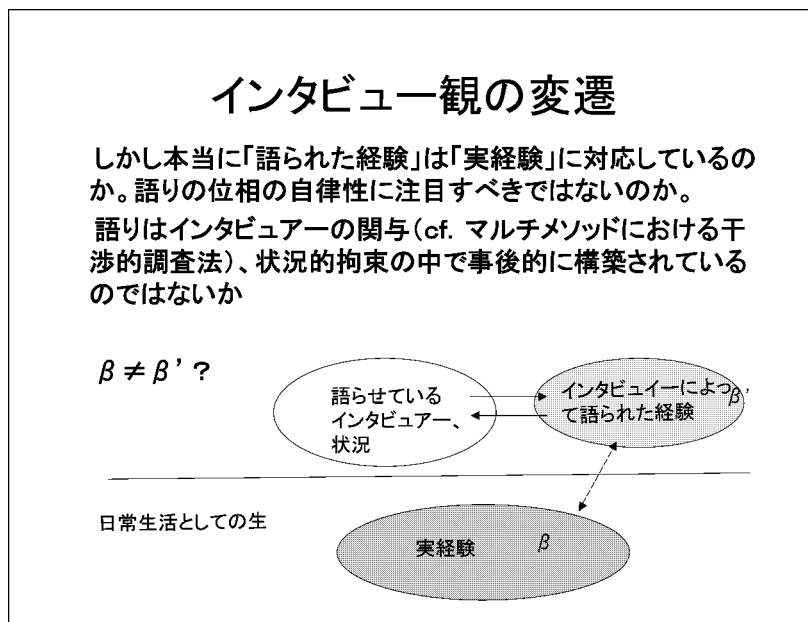 インタビュー観の変遷
しかし本当に「語られた経験」は「実経験」に対応しているの
か。語りの位相の自律性に注目すべきではないのか。
語りはインタビュアーの関与(cf. マルチメソッドにおける干
渉的調査法)、状況的拘束の中で事後的に構築されている
のではないか
β≠β’?
語らせている
インタビュアー、
状況
インタビュイーによっ
て語られた経験
β’
日常生活としての生
実経験 β